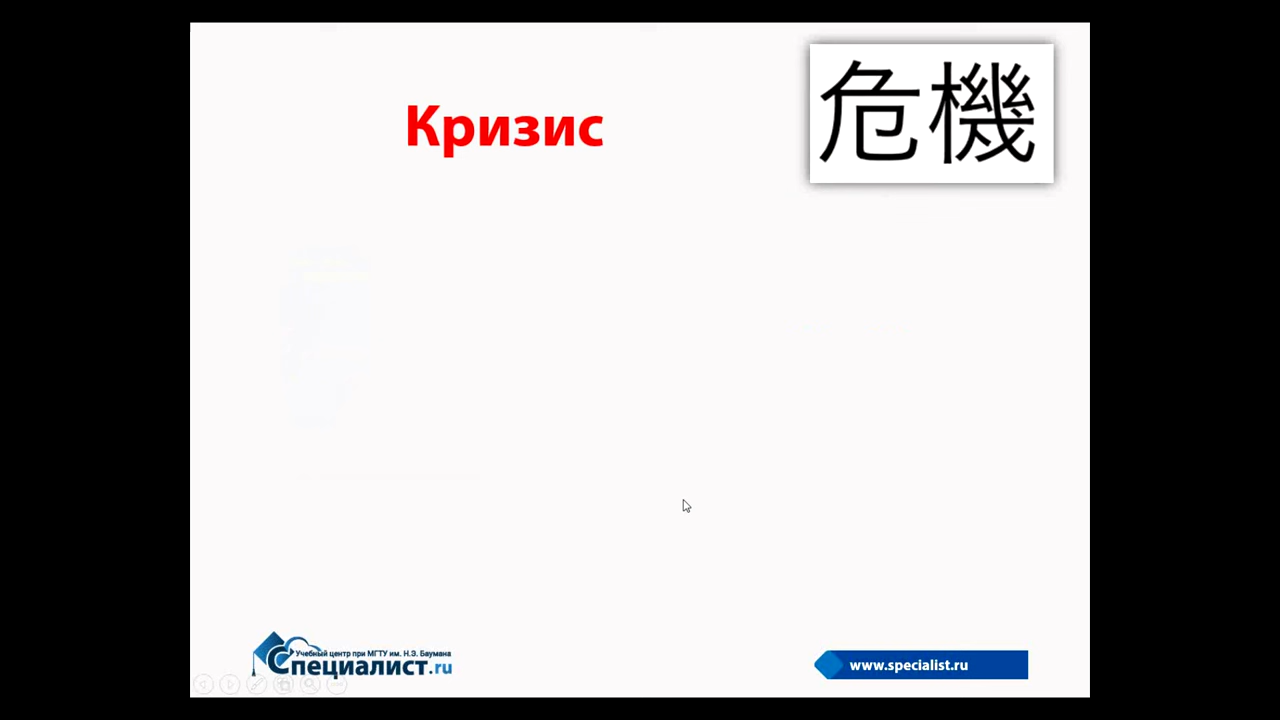 危機
Кризис
Учебный центр при МГТУ им. Н.Э. Баумана
Специалист.ru
www.specialist.ru